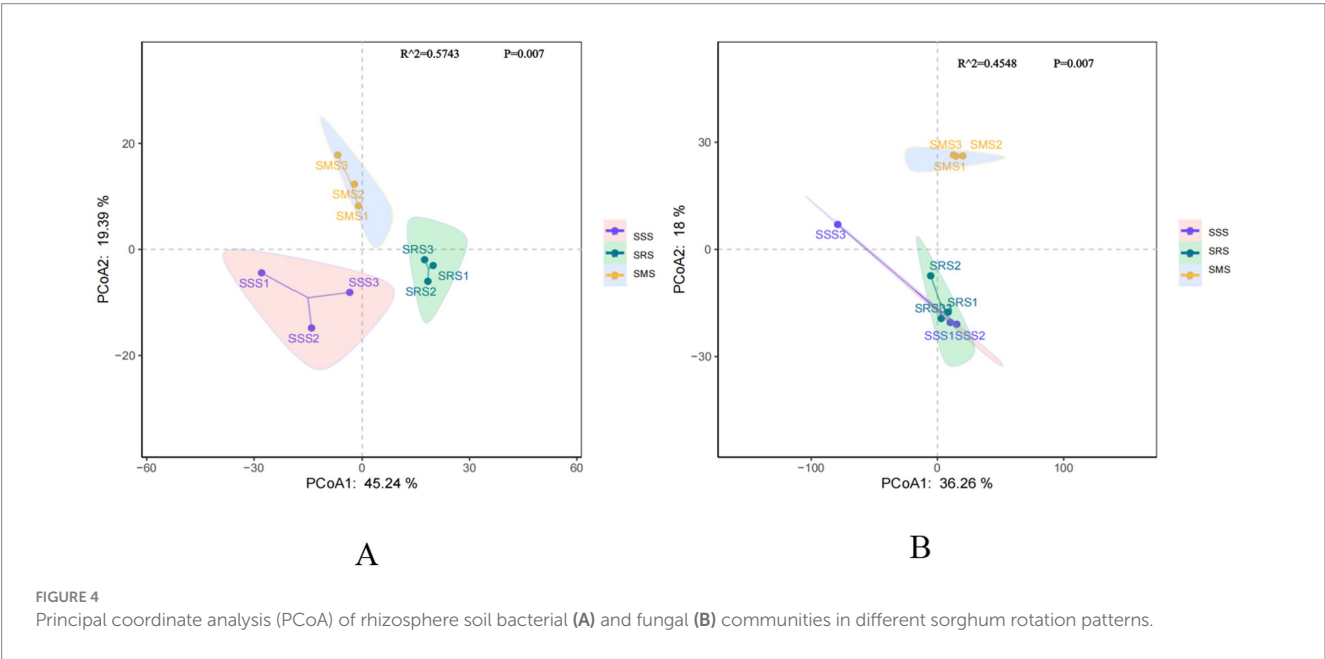 R^2=0.5743 P=0.007
PCoA2: 19.39 %
20
0
−20
−60
−30
0
30
60
PCoA1: 45.24 %
SMS3
SMS2
SMS1
SRS3
SRS1
SRS2
SSS1
SSS3
SSS2
SSS
SRS
SMS
A
R^2=0.4548 P=0.007
PCoA2: 18 %
30
0
−30
−100
0
100
PCoA1: 36.26 %
SMS3 SMS2
SMS1
SSS3
SRS2
SRS1
SRS3
SSS1SSS2
SSS
SRS
SMS
B
FIGURE 4
Principal coordinate analysis (PCoA) of rhizosphere soil bacterial (A) and fungal (B) communities in different sorghum rotation patterns.